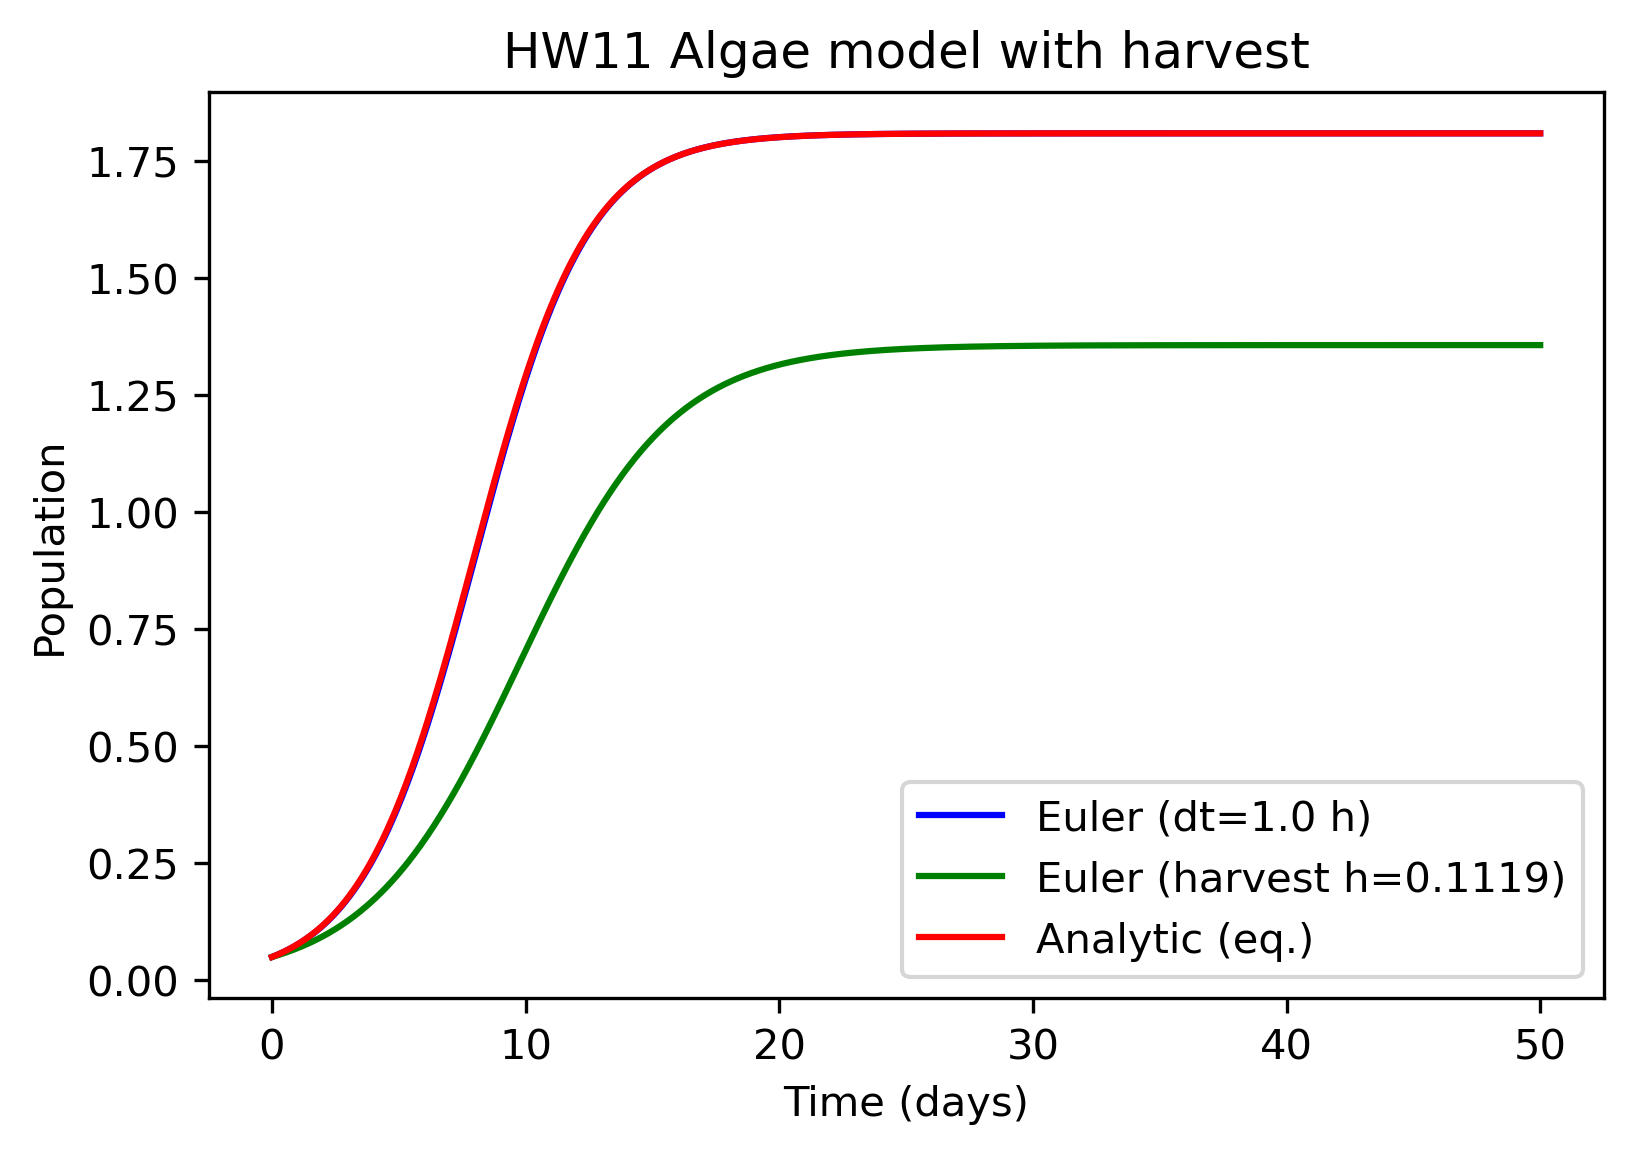 HW11 Algae model with harvest
Population
1.75
1.50
1.25
1.00
0.75
0.50
0.25
0.00
Euler (dt=1.0 h)
Euler (harvest h=0.1119)
Analytic (eq.)
0 10 20 30 40 50
Time (days)